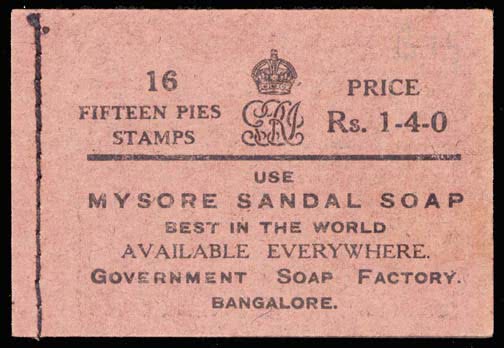 16
FIFTEEN PIES
STAMPS
GRI
PRICE
Rs. 1-4-0
USE
MYSORE SANDAL SOAP
BEST IN THE WORLD
AVAILABLE EVERYWHERE.
GOVERNMENT SOAP FACTORY.
BANGALORE.